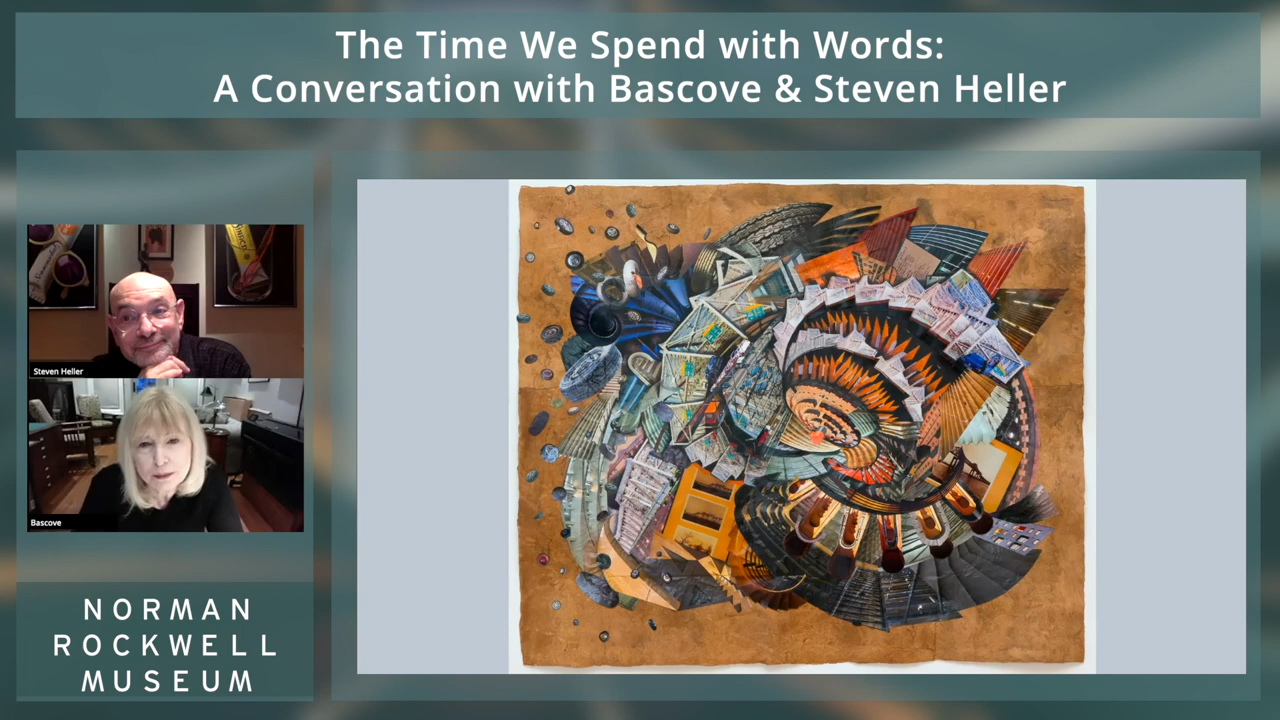 The Time We Spend with Words:
A Conversation with Bascove & Steven Heller
Steven Heller
Bascove
NORMAN
ROCKWELL
MUSEUM